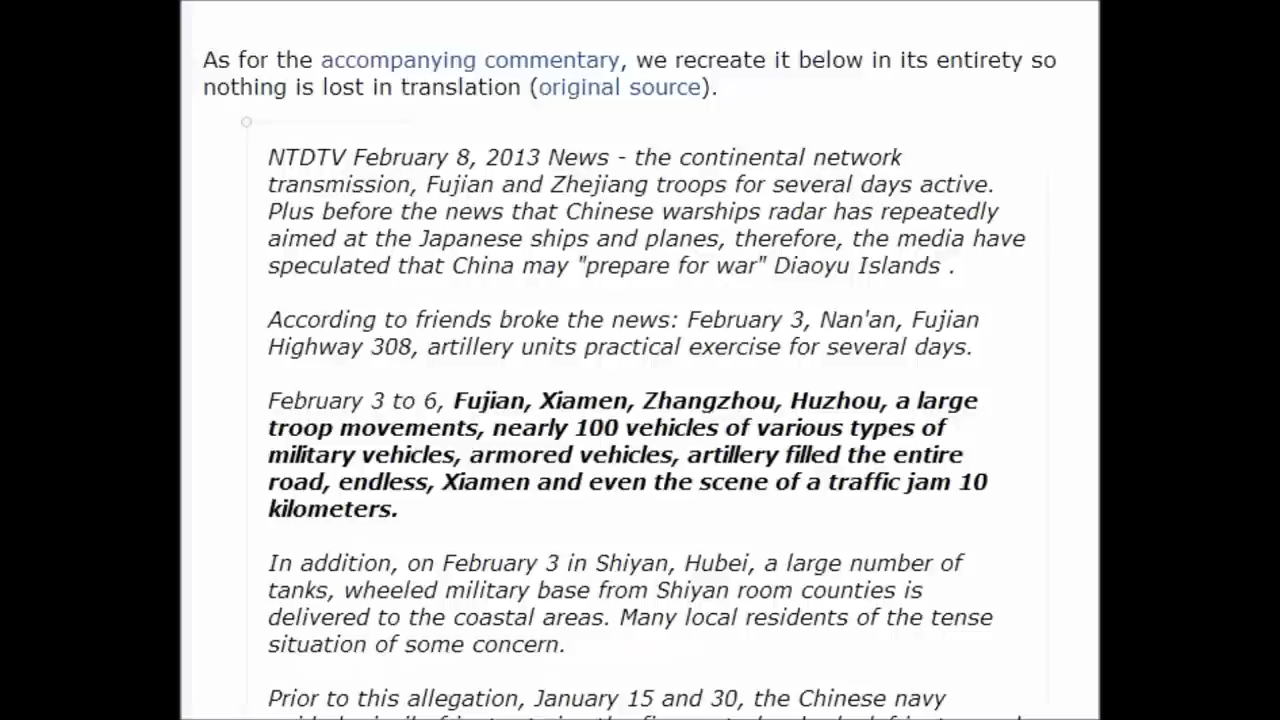 As for the accompanying commentary, we recreate it below in its entirety so
nothing is lost in translation (original source).
NTDTV February 8, 2013 News - the continental network
transmission, Fujian and Zhejiang troops for several days active.
Plus before the news that Chinese warships radar has repeatedly
aimed at the Japanese ships and planes, therefore, the media have
speculated that China may "prepare for war" Diaoyu Islands .
According to friends broke the news: February 3, Nan'an, Fujian
Highway 308, artillery units practical exercise for several days.
February 3 to 6, Fujian, Xiamen, Zhangzhou, Huzhou, a large
troop movements, nearly 100 vehicles of various types of
military vehicles, armored vehicles, artillery filled the entire
road, endless, Xiamen and even the scene of a traffic jam 10
kilometers.
In addition, on February 3 in Shiyan, Hubei, a large number of
tanks, wheeled military base from Shiyan room counties is
delivered to the coastal areas. Many local residents of the tense
situation of some concern.
Prior to this allegation, January 15 and 30, the Chinese navy